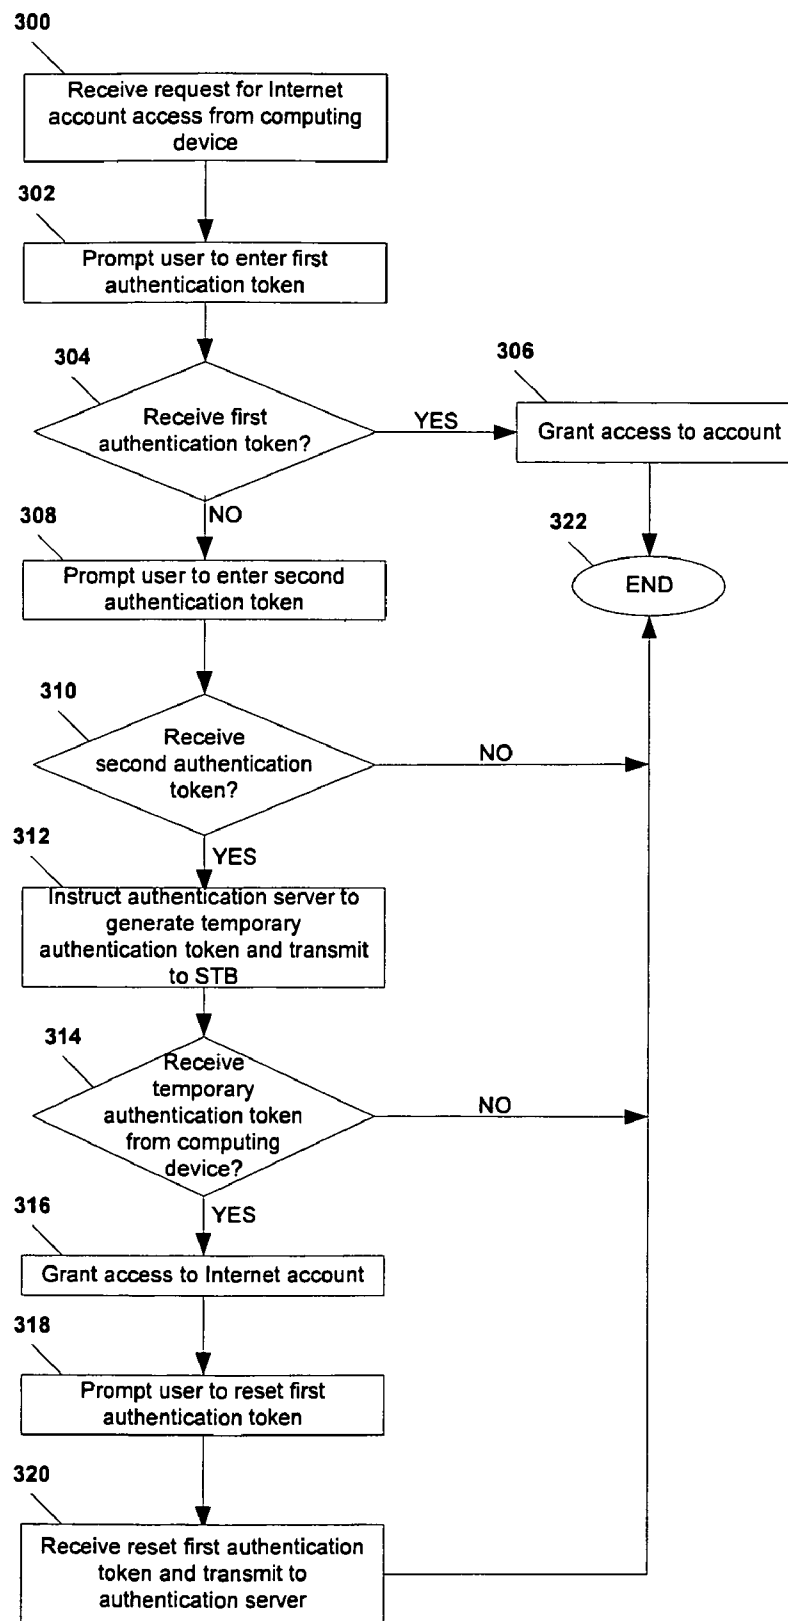 300
Receive request for Internet
account access from computing
device
302
Prompt user to enter first
authentication token
304
Receive first
authentication token?
YES
306
Grant access to account
NO
308
Prompt user to enter second
authentication token
322
END
310
Receive
second authentication
token?
NO
YES
312
Instruct authentication server to
generate temporary
authentication token and transmit
to STB
314
Receive
temporary
authentication token
from computing
device?
NO
YES
316
Grant access to Internet account
318
Prompt user to reset first
authentication token
320
Receive reset first authentication
token and transmit to
authentication server